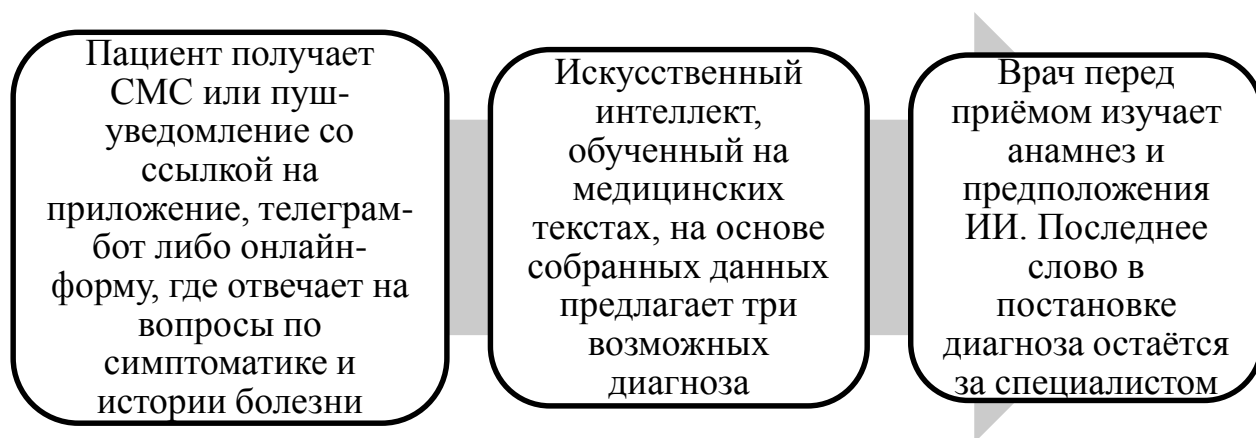 Пациент получает
СМС или пуш-
уведомление со
ссылкой на
приложение, телеграм-
бот либо онлайн-
форму, где отвечает на
вопросы по
симптоматике и
истории болезни
Искусственный
интеллект,
обученный на
медицинских
текстах, на основе
собранных данных
предлагает три
возможных
диагноза
Врач перед
приёмом изучает
анамнез и
предположения
ИИ. Последнее
слово в
постановке
диагноза остаётся
за специалистом